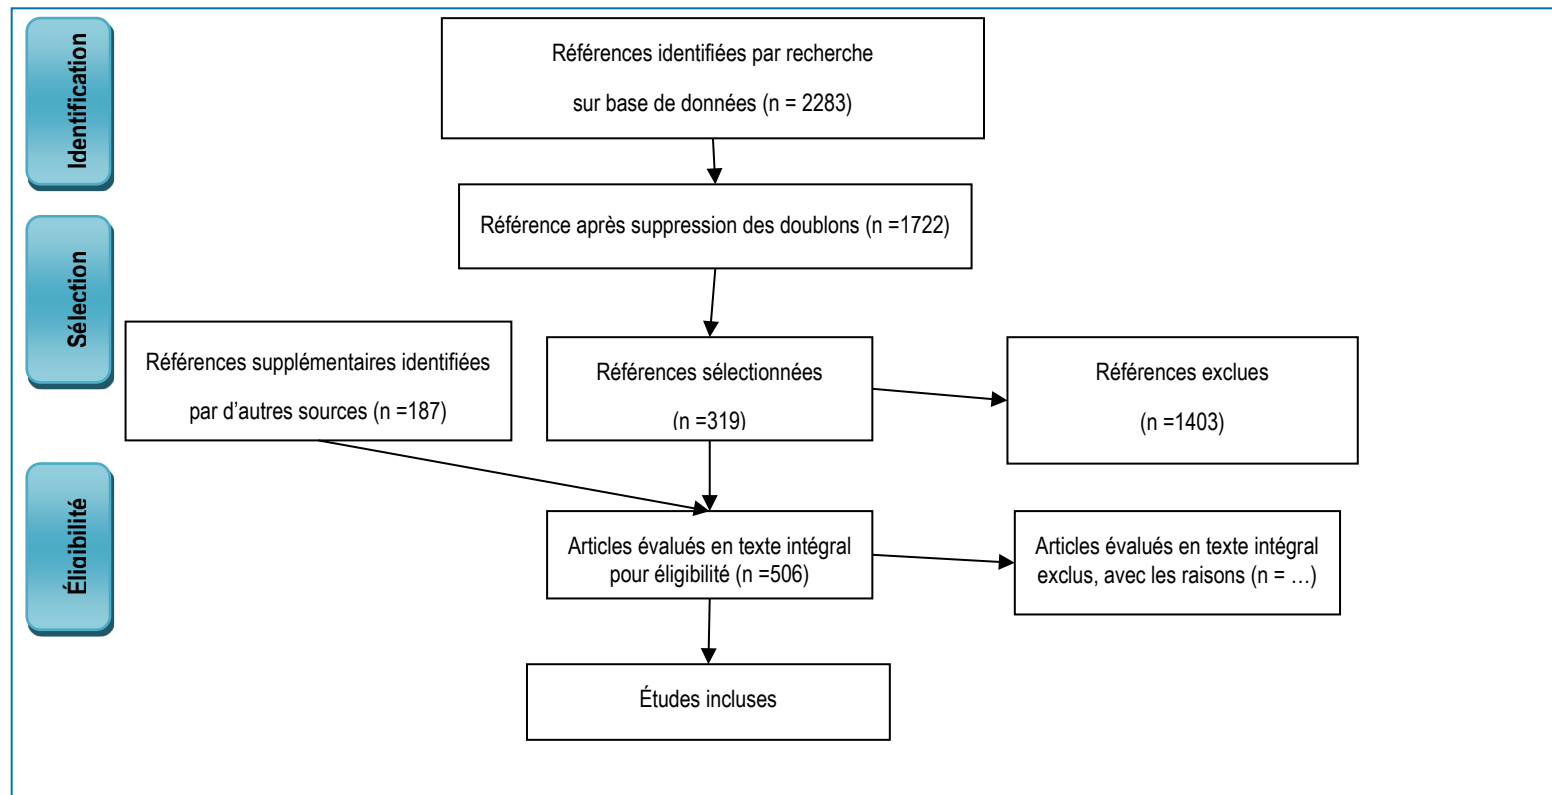 Identification
Références identifiées par recherche
sur base de données (n = 2283)
Référence après suppression des doublons (n =1722)
Sélection
Références supplémentaires identifiées
par d’autres sources (n =187)
Références sélectionnées
(n =319)
Références exclues
(n =1403)
Éligibilité
Articles évalués en texte intégral
pour éligibilité (n =506)
Articles évalués en texte intégral
exclus, avec les raisons (n = …)
Études incluses